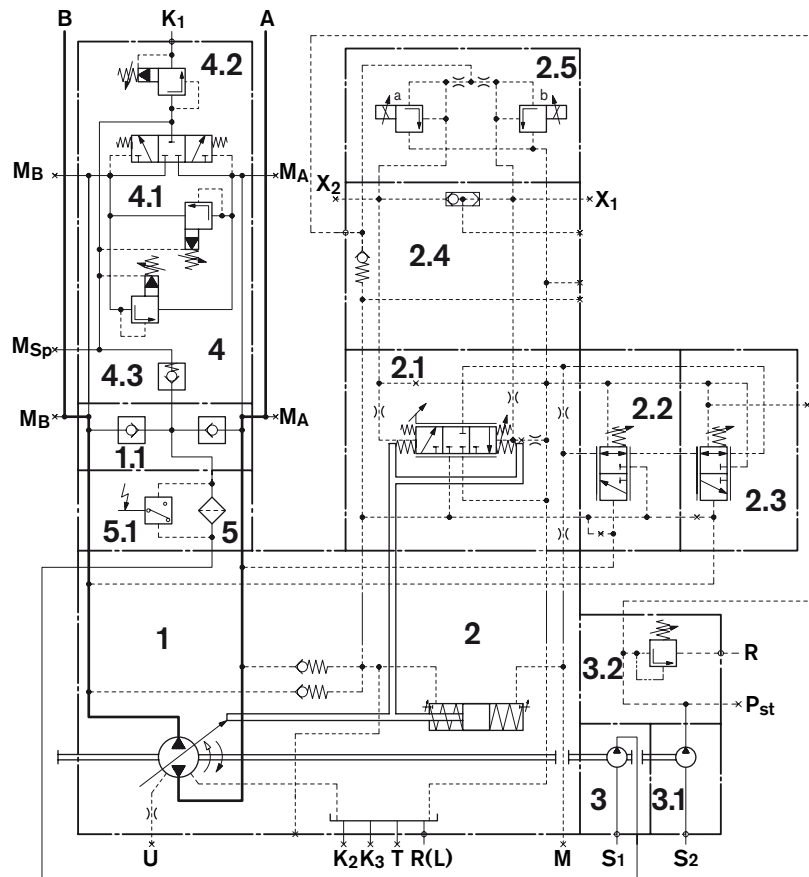 B K1 A
4.2 2.5
a b
MB MA
X2 X1
4.1
2.4
MSp
4 2.1
4.3
2.2
MB MA
1.1
2.3
5.1 5
1 2
3.2 R
Pst
3 3.1
U K2 K3 T R(L) M S1 S2